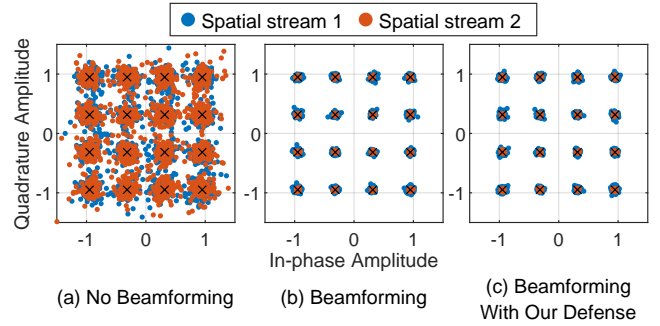 Spatial stream 1 Spatial stream 2
Quadrature Amplitude
1
0
-1
-1 0 1
1
0
-1
-1 0 1
1
0
-1
-1 0 1
In-phase Amplitude
(a) No Beamforming
(b) Beamforming
(c) Beamforming
With Our Defense